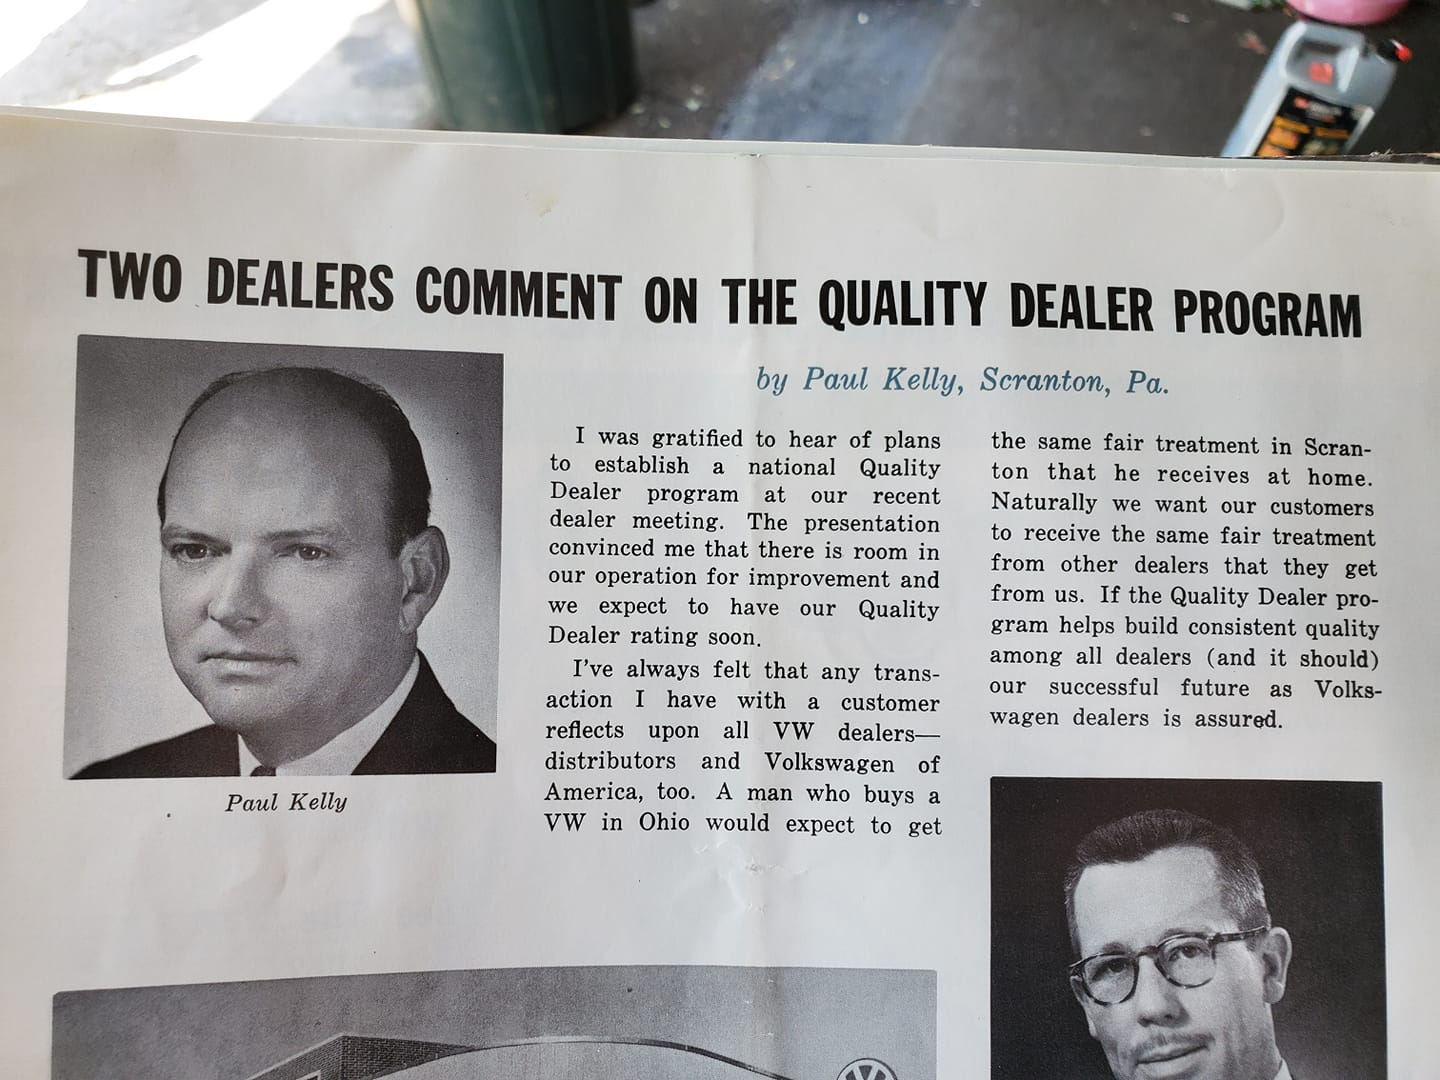 TWO DEALERS COMMENT ON THE QUALITY DEALER PROGRAM
by Paul Kelly, Scranton, Pa.
I was gratified to hear of plans
to establish a national Quality
Dealer program at our recent
dealer meeting. The presentation
convinced me that there is room in
our operation for improvement and
we expect to have our Quality
Dealer rating soon.
I've always felt that any trans-
action I have with a customer
reflects upon all VW dealers—
distributors and Volkswagen of
America, too. A man who buys a
VW in Ohio would expect to get
the same fair treatment in Scran-
ton that he receives at home.
Naturally we want our customers
to receive the same fair treatment
from other dealers that they get
from us. If the Quality Dealer pro-
gram helps build consistent quality
among all dealers (and it should)
our successful future as Volks-
wagen dealers is assured.
Paul Kelly